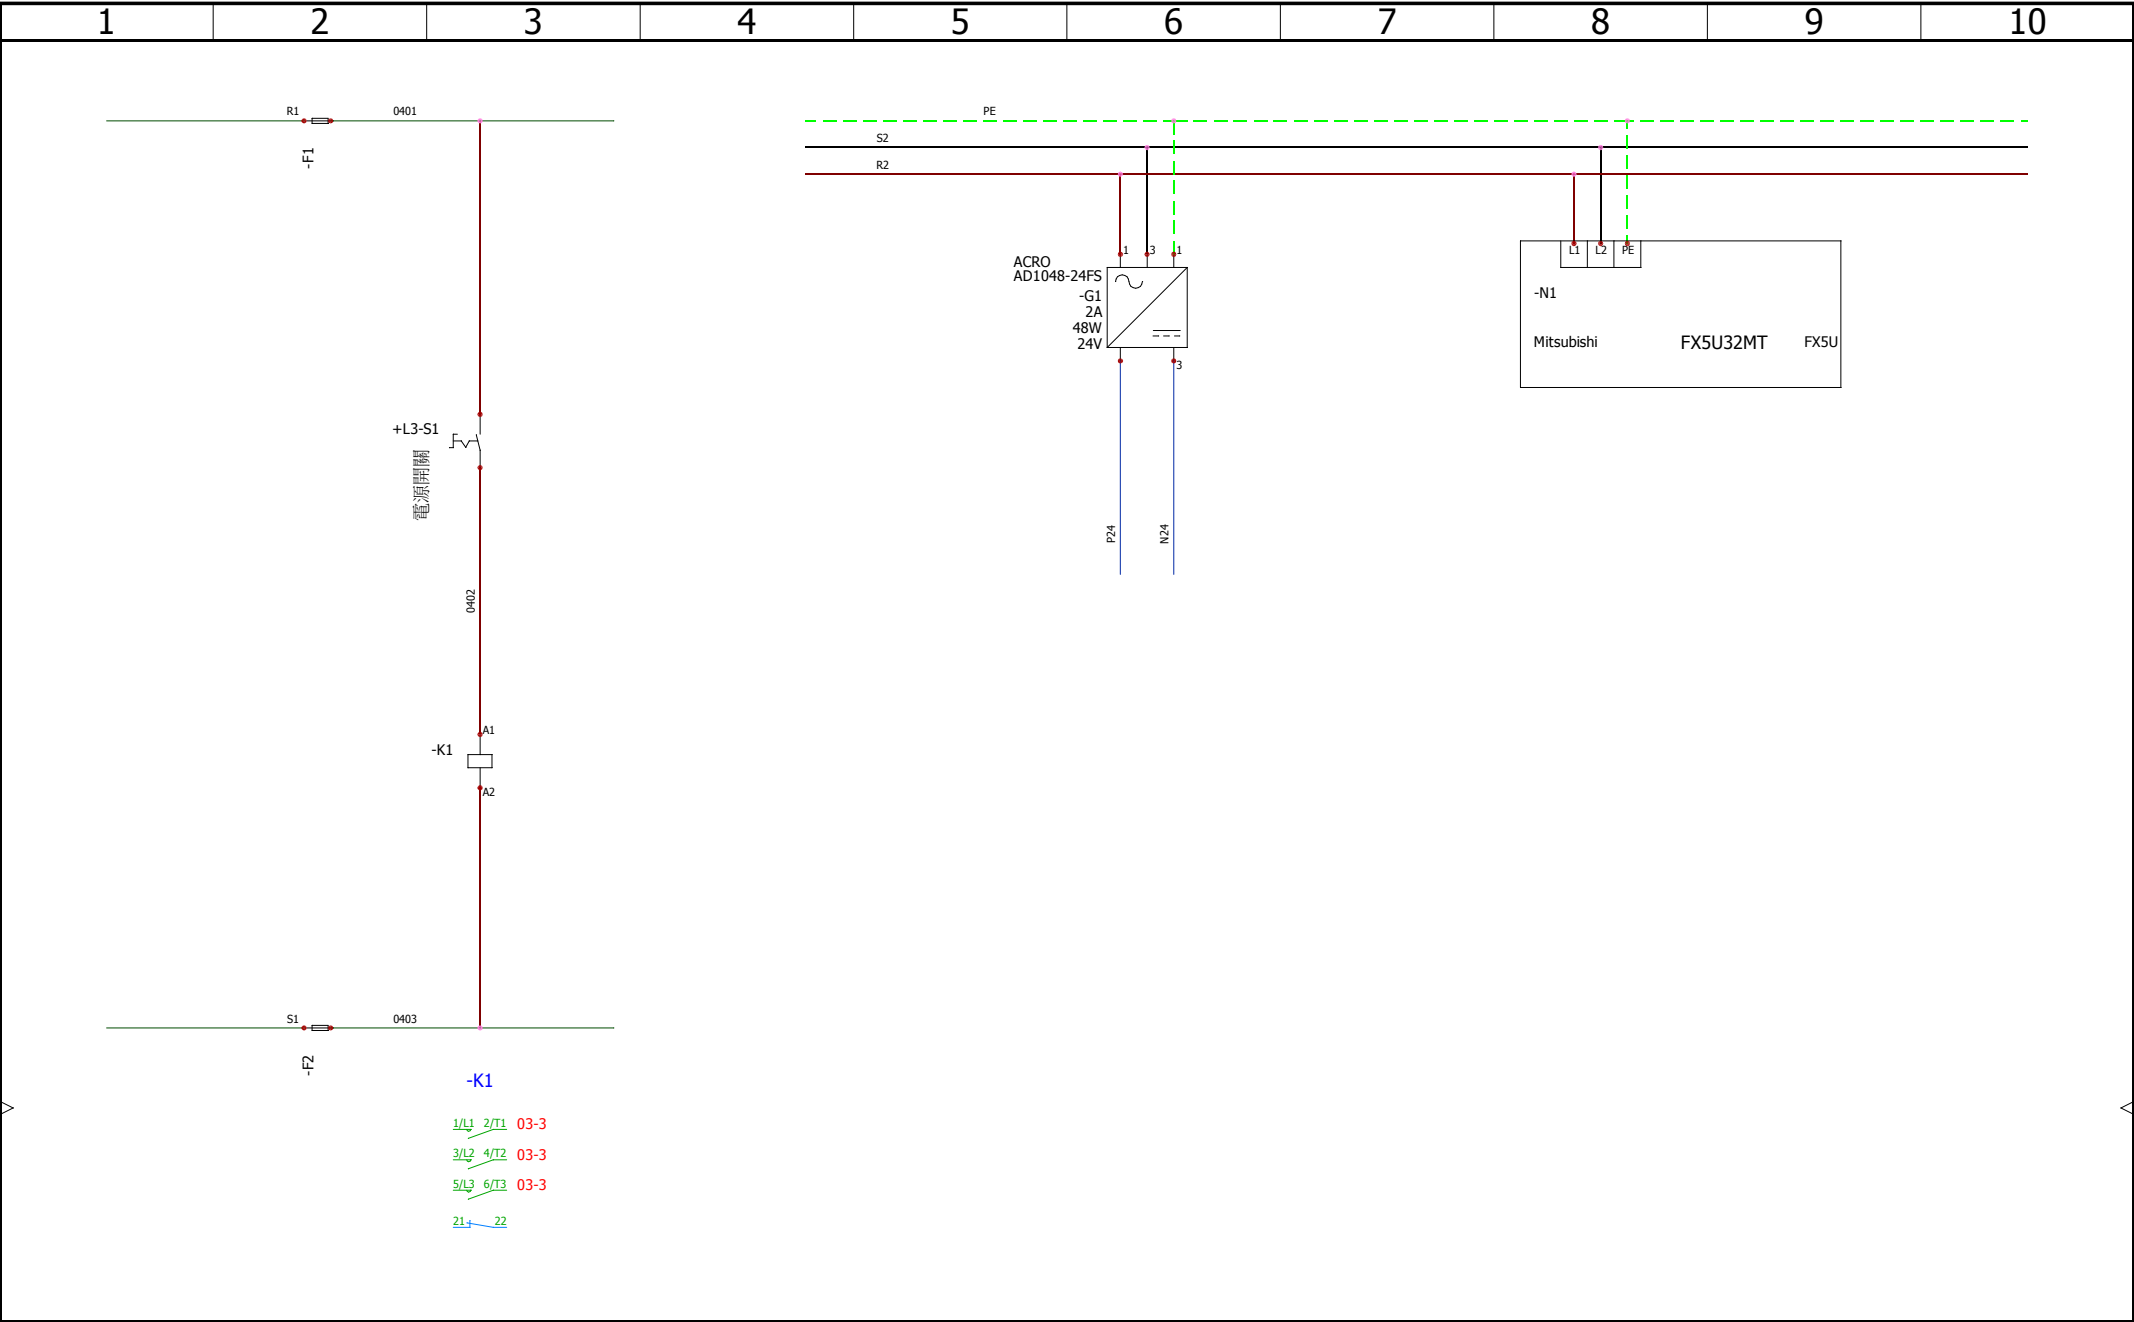 1 2 3 4 5 6 7 8 9 10
R1 0401
-F1
PE
S2
R2
1 3 1
ACRO
AD1048-24FS
-G1
2A
48W
24V
3
P24 N24
L1 L2 PE
-N1
Mitsubishi FX5U32MT FX5U
+L3-S1
電源開關
0402
A1
-K1
A2
S1 0403
-F2
-K1
1/L1 2/T1 03-3
3/L2 4/T2 03-3
5/L3 6/T3 03-3
21 22